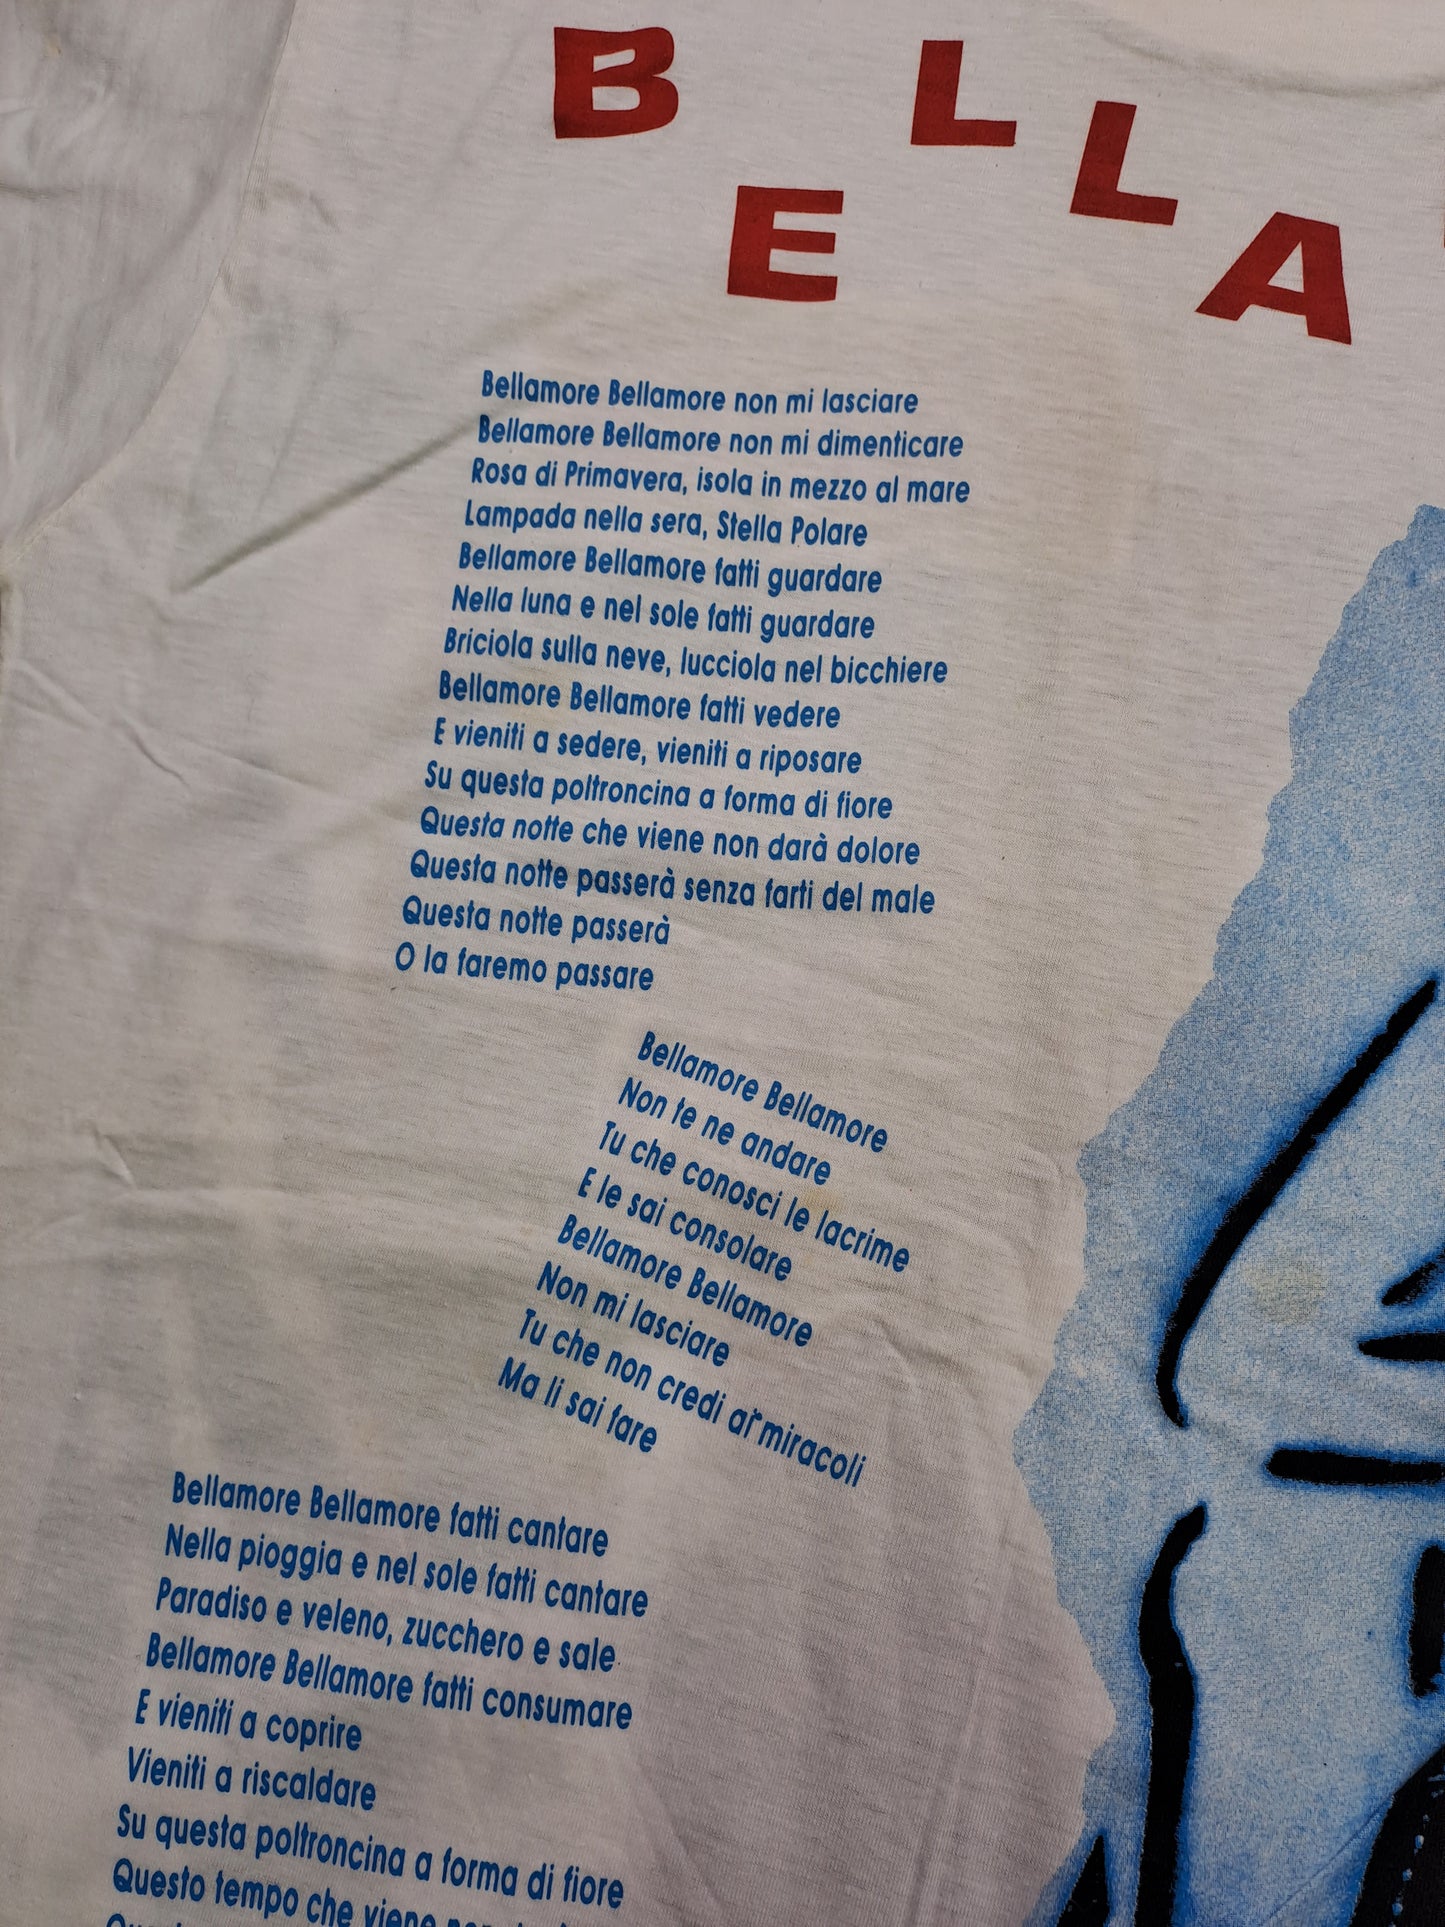 BELLA
Bellamore Bellamore non mi lasciare
Bellamore Bellamore non mi dimenticare
Rosa di Primavera, isola in mezzo al mare
Lampada nella sera, Stella Polare
Bellamore Bellamore fatti guardare
Nella luna e nel sole fatti guardare
Briciola sulla neve, lucciola nel bicchiere
Bellamore Bellamore fatti vedere
E vieniti a sedere, vieniti a riposare
Su questa poltroncina a forma di fiore
Questa notte che viene non darà dolore
Questa notte passerà senza farti del male
Questa notte passerà
O la faremo passare
Bellamore Bellamore
Non te ne andare
Tu che conosci le lacrime
E le sai consolare
Bellamore Bellamore
Non mi lasciare
Tu che non credi ai miracoli
Ma li sai fare
Bellamore Bellamore fatti cantare
Nella pioggia e nel sole fatti cantare
Paradiso e veleno, zucchero e sale
Bellamore Bellamore fatti consumare
E vieniti a coprire
Vieniti a riscaldare
Su questa poltroncina a forma di fiore
Questo tempo che viene non